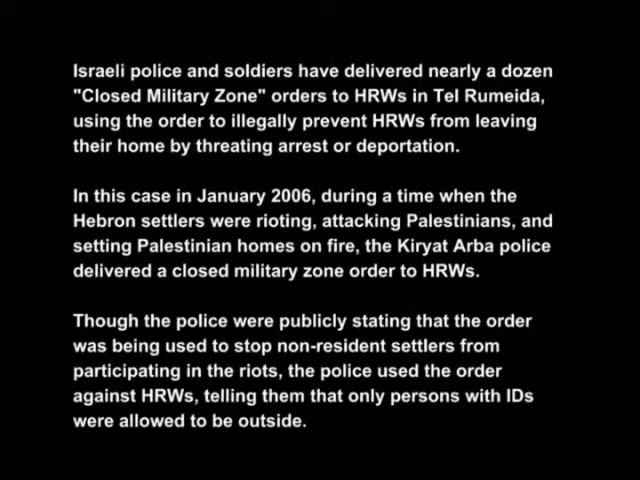 Israeli police and soldiers have delivered nearly a dozen
"Closed Military Zone" orders to HRWs in Tel Rumeida,
using the order to illegally prevent HRWs from leaving
their home by threating arrest or deportation.
In this case in January 2006, during a time when the
Hebron settlers were rioting, attacking Palestinians, and
setting Palestinian homes on fire, the Kiryat Arba police
delivered a closed military zone order to HRWs.
Though the police were publicly stating that the order
was being used to stop non-resident settlers from
participating in the riots, the police used the order
against HRWs, telling them that only persons with IDs
were allowed to be outside.